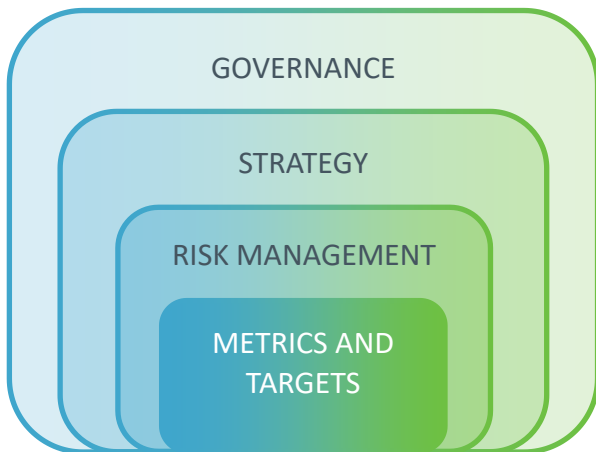 GOVERNANCE
STRATEGY
RISK MANAGEMENT
METRICS AND
TARGETS